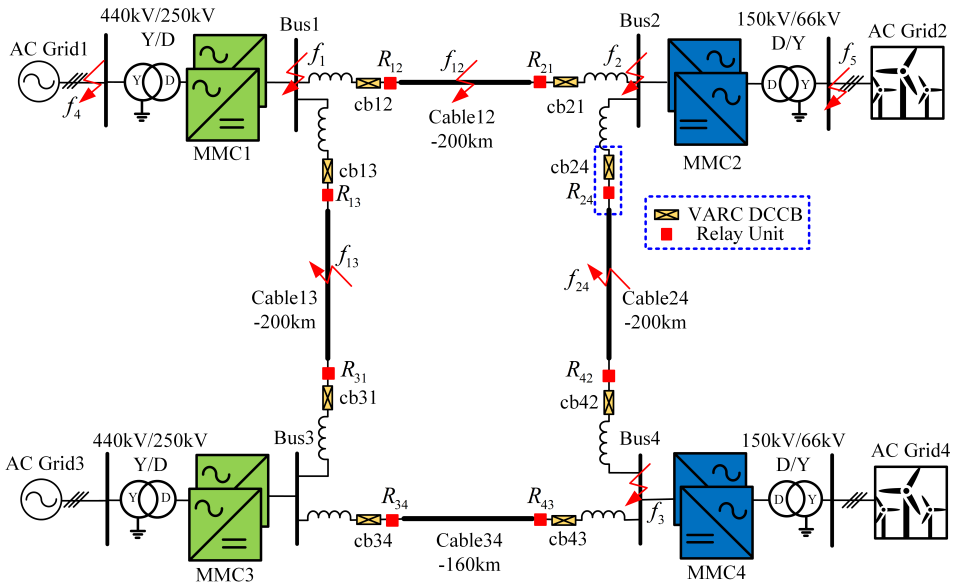 440kV/250kV
Y/D
Bus1
Bus2
150kV/66kV
D/Y
AC Grid1
AC Grid2
f1
R12
f12
R21
f2
f5
Y
D
D
Y
f4
cb12
cb21
Cable12
-200km
MMC1
MMC2
cb13
cb24
R13
R24
VARC DCCB
Relay Unit
f13
f24
Cable13
-200km
Cable24
-200km
R31
R42
cb31
cb42
440kV/250kV
Y/D
Bus3
Bus4
150kV/66kV
D/Y
AC Grid3
AC Grid4
Y
D
D
Y
R34
R43
f3
cb34
cb43
Cable34
-160km
MMC3
MMC4